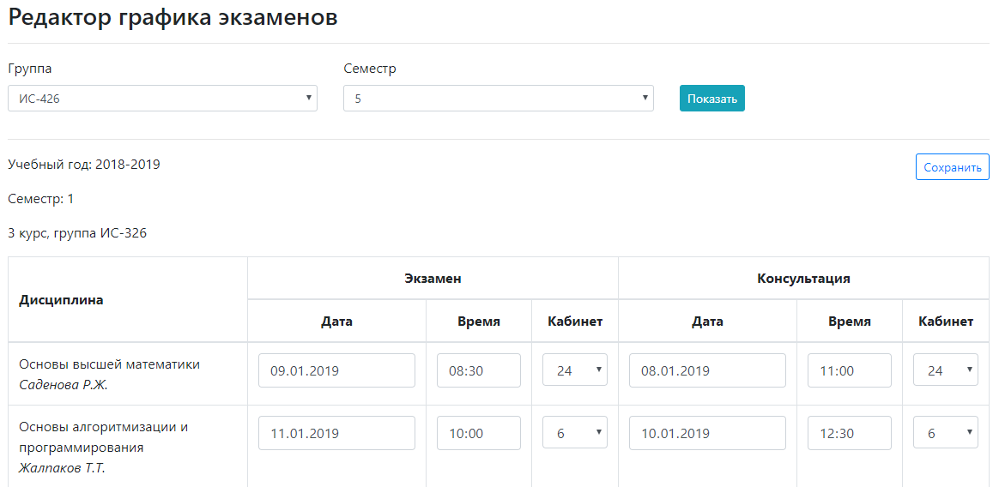 Редактор графика экзаменов
Группа Семестр
ИС-426 5 Показать
Учебный год: 2018-2019 Сохранить
Семестр: 1
3 курс, группа ИС-326
Дисциплина Экзамен Консультация
Дата Время Кабинет Дата Время Кабинет
Основы высшей математики
Саденова Р.Ж.
09.01.2019 08:30 24 08.01.2019 11:00 24
Основы алгоритмизации и
программирования
Жалпаков Т.Т.
11.01.2019 10:00 6 10.01.2019 12:30 6